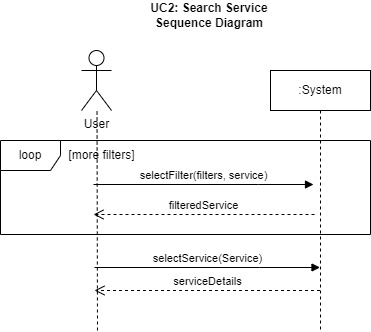 UC2: Search Service
Sequence Diagram
:System
User
loop
[more filters]
selectFilter(filters, service)
filteredService
selectService(Service)
serviceDetails